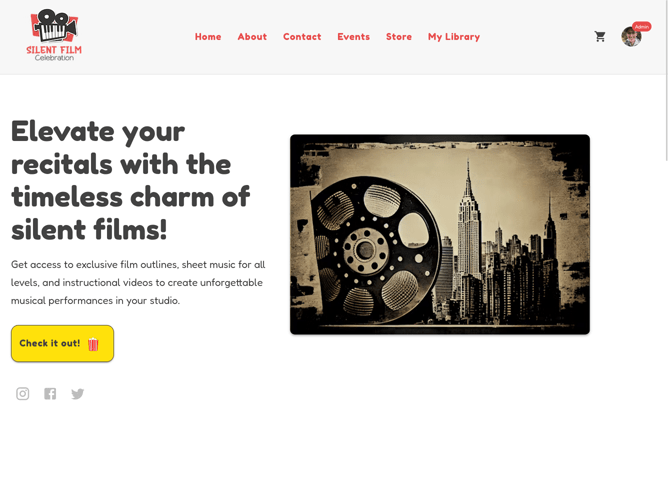 SILENT FILM
Celebration
Home About Contact Events Store My Library
Admin
Elevate your
recitals with the
timeless charm of
silent films!
Get access to exclusive film outlines, sheet music for all
levels, and instructional videos to create unforgettable
musical performances in your studio.
Check it out!